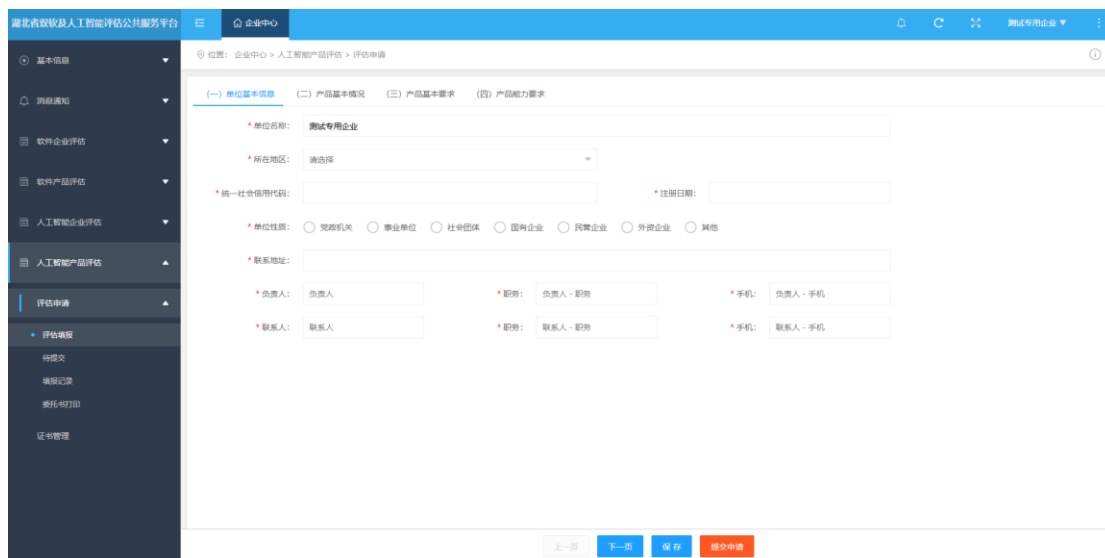 湖北省双软及人工智能评估公共服务平台 企业中心 测试专用企业
位置: 企业中心 > 人工智能产品评估 > 评估申请
基本信息
消息通知
软件企业评估
软件产品评估
人工智能企业评估
人工智能产品评估
评估申请
评估填报
待提交
填报记录
委托书打印
证书管理
(一) 单位基本信息 (二) 产品基本情况 (三) 产品基本要求 (四) 产品能力要求
* 单位名称: 测试专用企业
* 所在地区: 请选择
* 统一社会信用代码: * 注册日期:
* 单位性质: 党政机关 事业单位 社会团体 国有企业 民营企业 外资企业 其他
* 联系地址:
* 负责人: 负责人 * 职务: 负责人 - 职务 * 手机: 负责人 - 手机
* 联系人: 联系人 * 职务: 联系人 - 职务 * 手机: 联系人 - 手机
上一页 下一页 保 存 提交申请